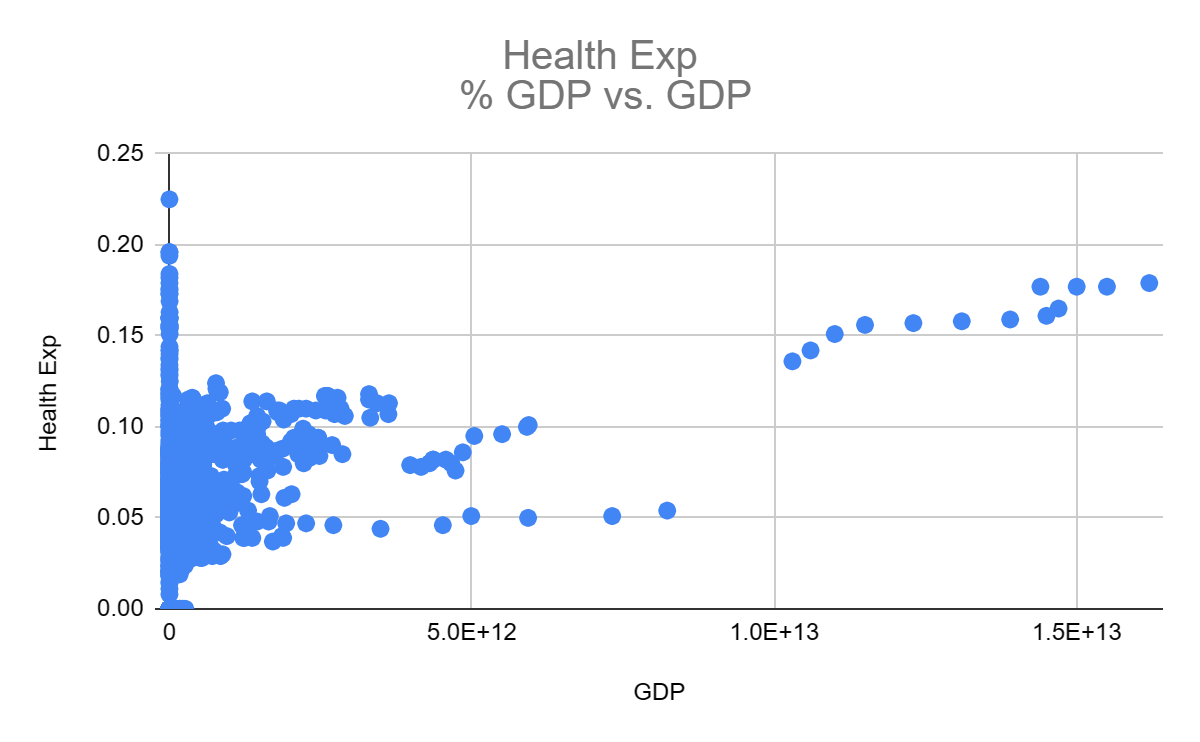 Health Exp
% GDP vs. GDP
0.25
0.20
0.15
0.10
0.05
0.00
Health Exp
0
5.0E+12
1.0E+13
1.5E+13
GDP